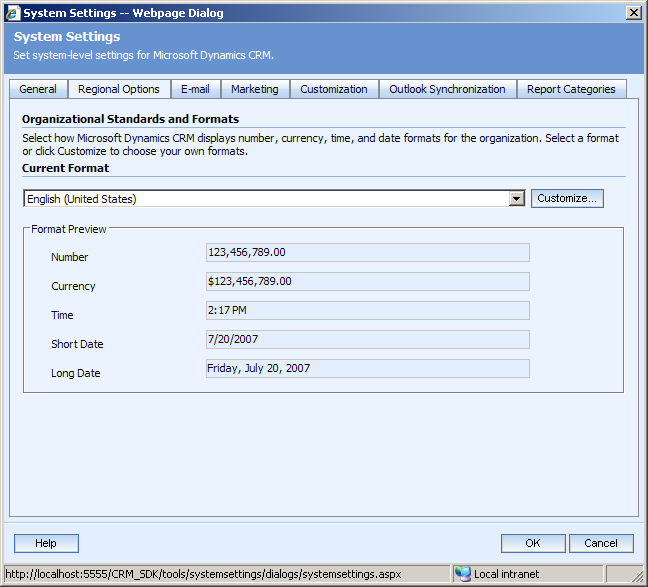 System Settings -- Webpage Dialog
System Settings
Set system-level settings for Microsoft Dynamics CRM.
General Regional Options E-mail Marketing Customization Outlook Synchronization Report Categories
Organizational Standards and Formats
Select how Microsoft Dynamics CRM displays number, currency, time, and date formats for the organization. Select a format
or click Customize to choose your own formats.
Current Format
English (United States) Customize...
Format Preview
Number 123,456,789.00
Currency $123,456,789.00
Time 2:17 PM
Short Date 7/20/2007
Long Date Friday, July 20, 2007
Help OK Cancel
http://localhost:5555/CRM_SDK/tools/systemsettings/dialogs/systemsettings.aspx Local intranet